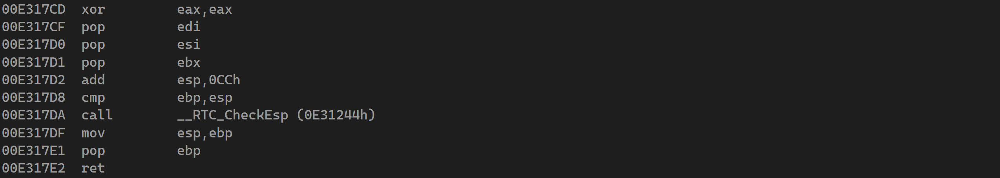 00E317CD  xor         eax,eax
00E317CF  pop         edi
00E317D0  pop         esi
00E317D1  pop         ebx
00E317D2  add         esp,0CCh
00E317D8  cmp         ebp,esp
00E317DA  call        __RTC_CheckEsp (0E31244h)
00E317DF  mov         esp,ebp
00E317E1  pop         ebp
00E317E2  ret